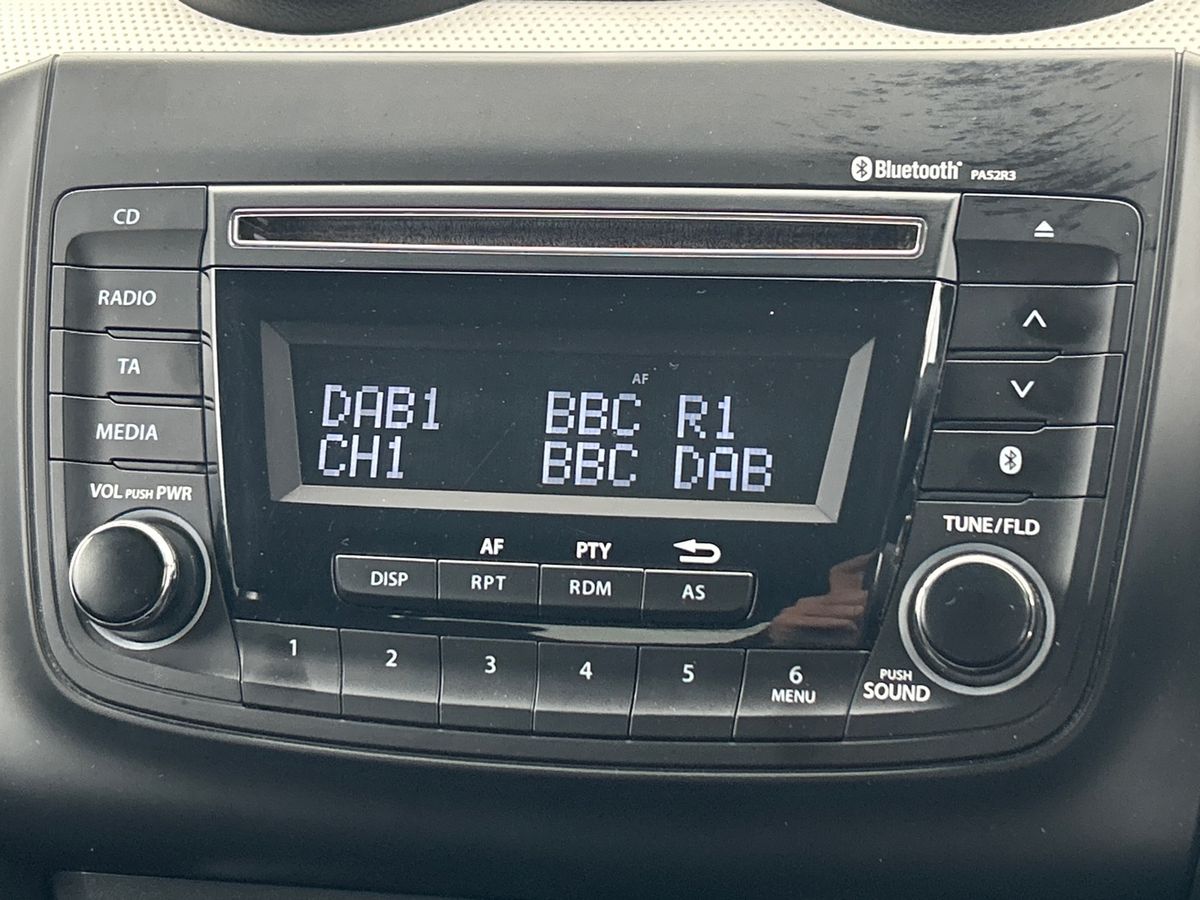 Bluetooth® PA52R3
CD
RADIO
TA
MEDIA
VOL PUSH PWR
AF
DAB1 BBC R1
CH1 BBC DAB
TUNE/FLD
AF PTY
DISP RPT RDM AS
1 2 3 4 5 6
MENU
PUSH
SOUND